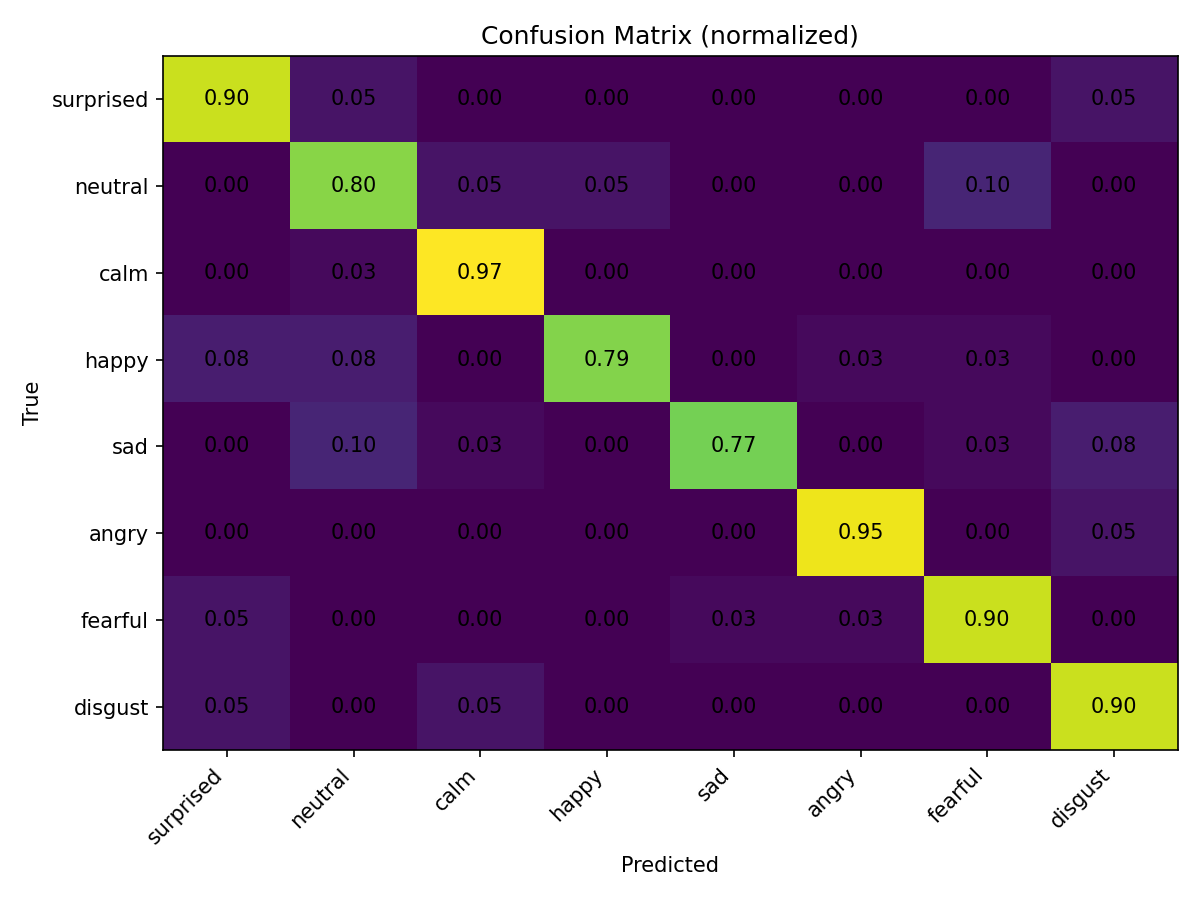 Confusion Matrix (normalized)
surprised 0.90 0.05 0.00 0.00 0.00 0.00 0.00 0.05
neutral 0.00 0.80 0.05 0.05 0.00 0.00 0.10 0.00
calm 0.00 0.03 0.97 0.00 0.00 0.00 0.00 0.00
happy 0.08 0.08 0.00 0.79 0.00 0.03 0.03 0.00
True
sad 0.00 0.10 0.03 0.00 0.77 0.00 0.03 0.08
angry 0.00 0.00 0.00 0.00 0.00 0.95 0.00 0.05
fearful 0.05 0.00 0.00 0.00 0.03 0.03 0.90 0.00
disgust 0.05 0.00 0.05 0.00 0.00 0.00 0.00 0.90
surprised neutral calm happy sad angry fearful disgust
Predicted